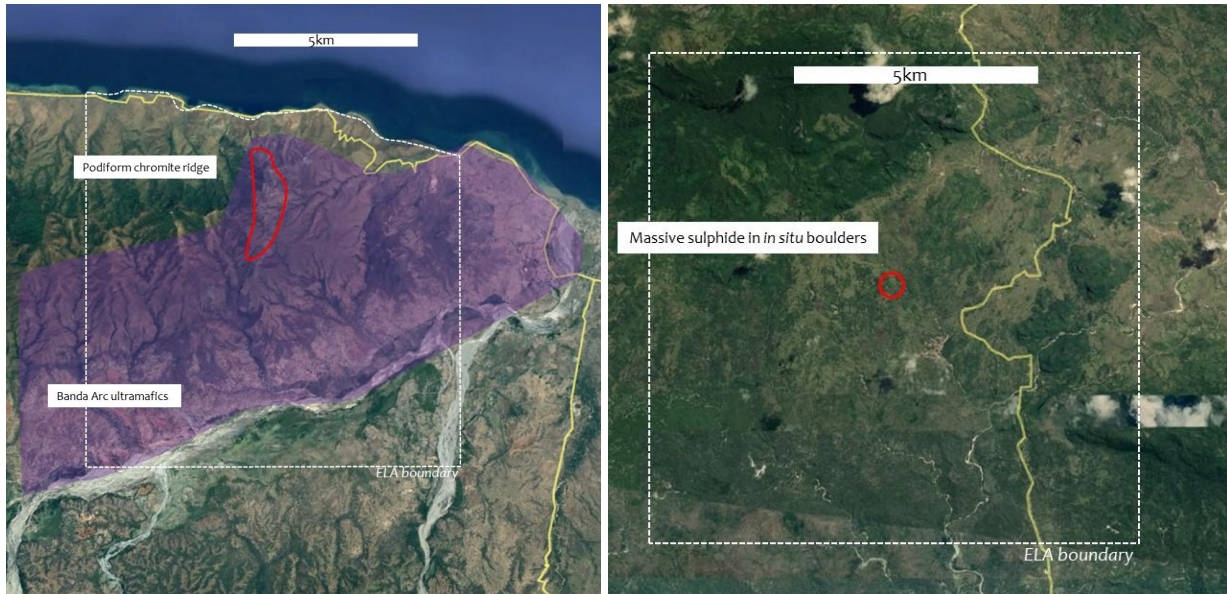 5km
Podiform chromite ridge
Banda Arc ultramafics
ELA boundary
5km
Massive sulphide in in situ boulders
ELA boundary